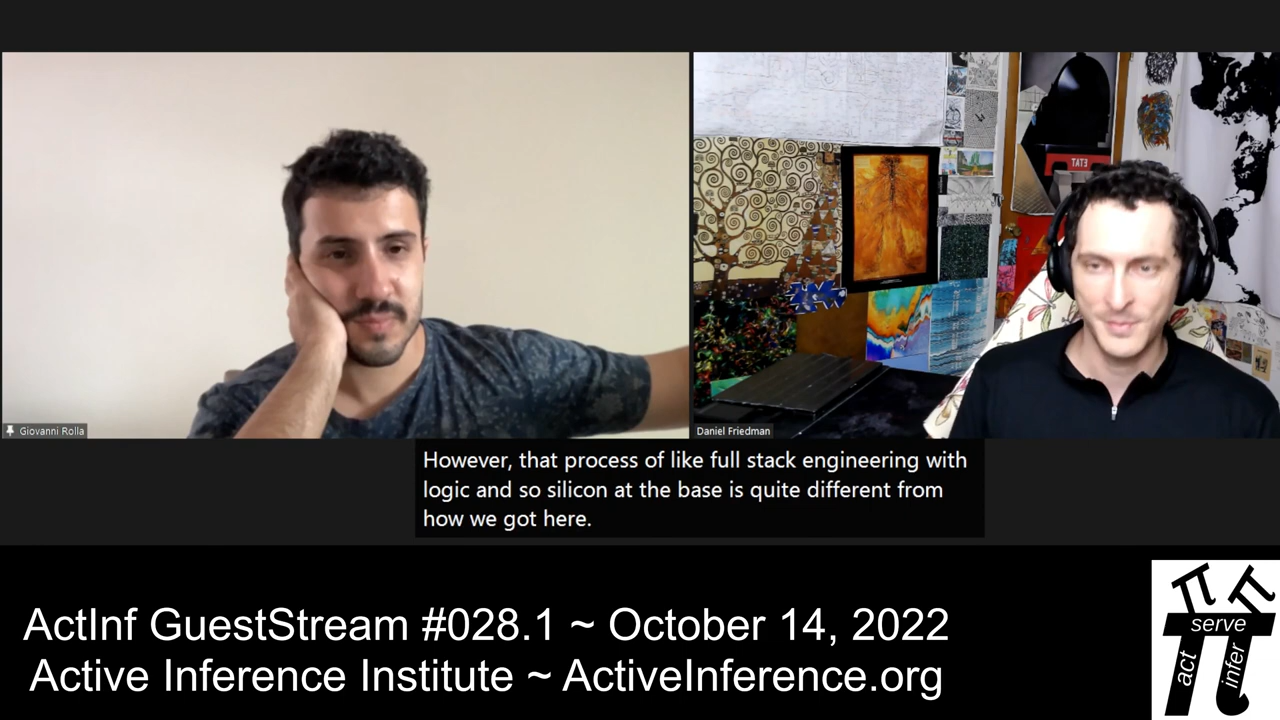 TATƎ
Giovanni Rolla
Daniel Friedman
However, that process of like full stack engineering with
logic and so silicon at the base is quite different from
how we got here.
ActInf GuestStream #028.1 ~ October 14, 2022
Active Inference Institute ~ ActiveInference.org
serve
act
infer